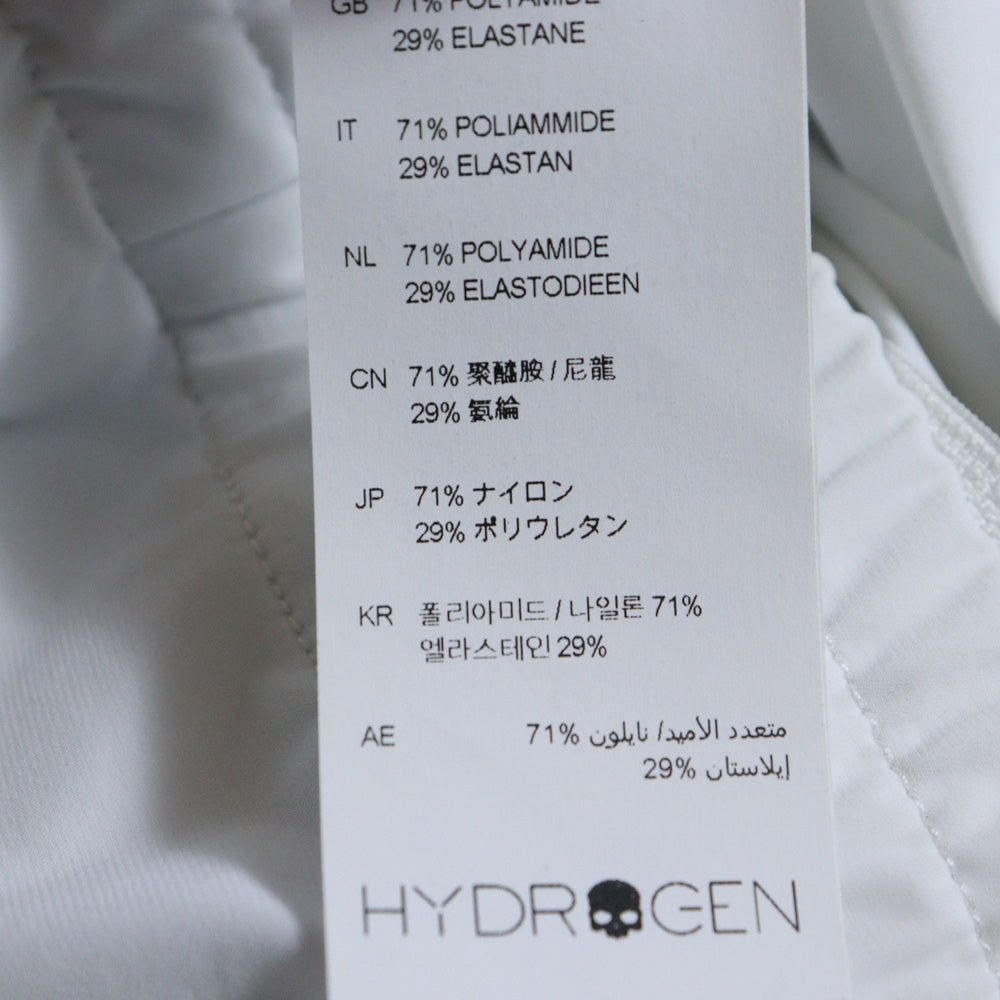 GB 71% POLYAMIDE
29% ELASTANE
IT 71% POLIAMMIDE
29% ELASTAN
NL 71% POLYAMIDE
29% ELASTODIEEN
CN 71% 聚醯胺 / 尼龍
29% 氨綸
JP 71% ナイロン
29% ポリウレタン
KR 폴리아미드 / 나일론 71%
엘라스테인 29%
AE متعدد الأميد/ نايلون %71
إيلاستان %29
HYDROGEN